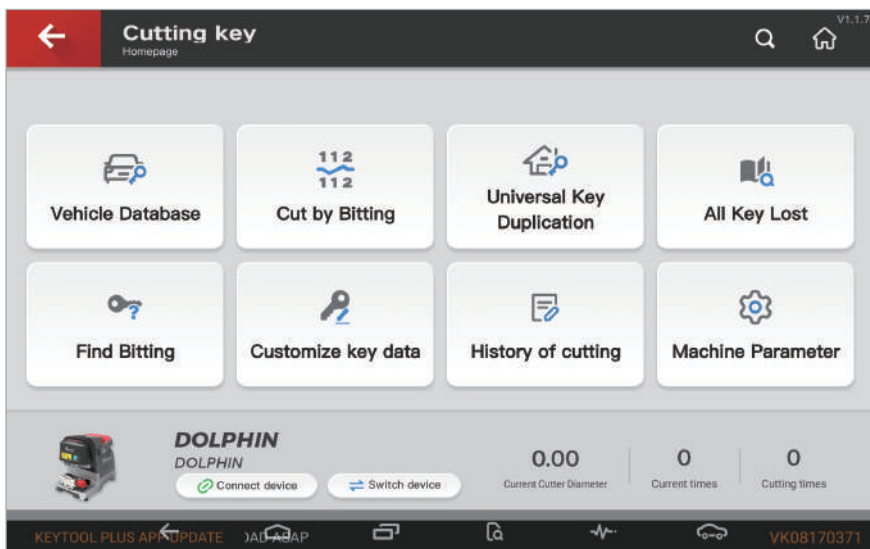 Cutting key
Homepage
V1.1.7
Vehicle Database
112
112
Cut by Bitting
Universal Key
Duplication
All Key Lost
Find Bitting
Customize key data
History of cutting
Machine Parameter
DOLPHIN
DOLPHIN
Connect device
Switch device
0.00
Current Cutter Diameter
0
Current times
0
Cutting times
KEYTOOL PLUS APP UPDATE
ASAP
VK08170371